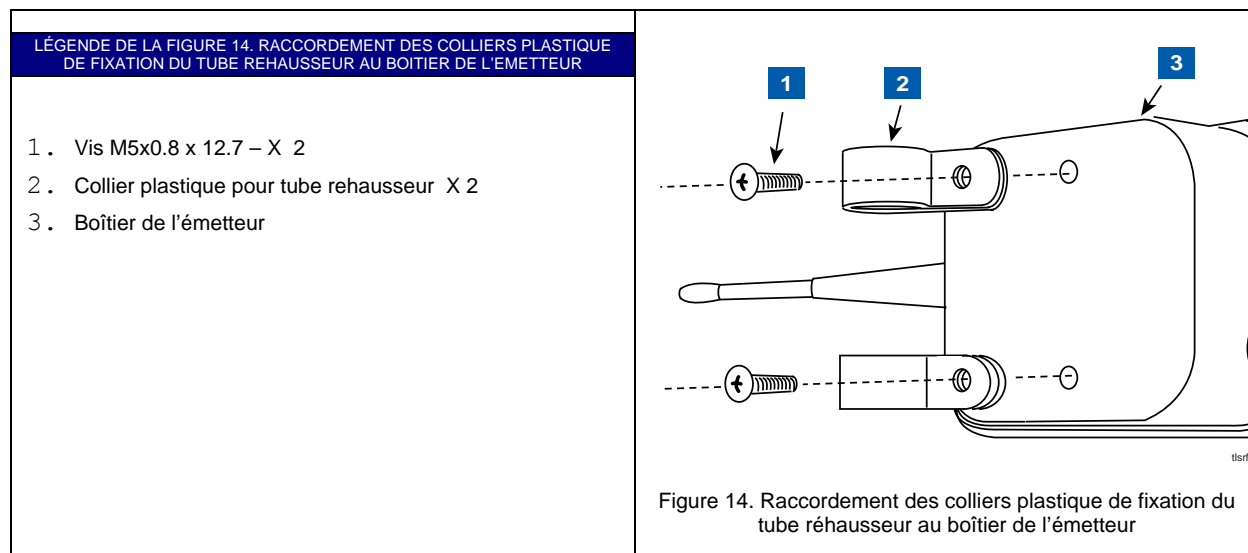 LÉGENDE DE LA FIGURE 14. RACCORDEMENT DES COLLIERS PLASTIQUE
DE FIXATION DU TUBE REHAUSSEUR AU BOITIER DE L'EMETTEUR
1. Vis M5x0.8 x 12.7 – X 2
2. Collier plastique pour tube rehausseur X 2
3. Boîtier de l'émetteur
1
2
3
tlsrf
Figure 14. Raccordement des colliers plastique de fixation du
tube réhausseur au boîtier de l'émetteur